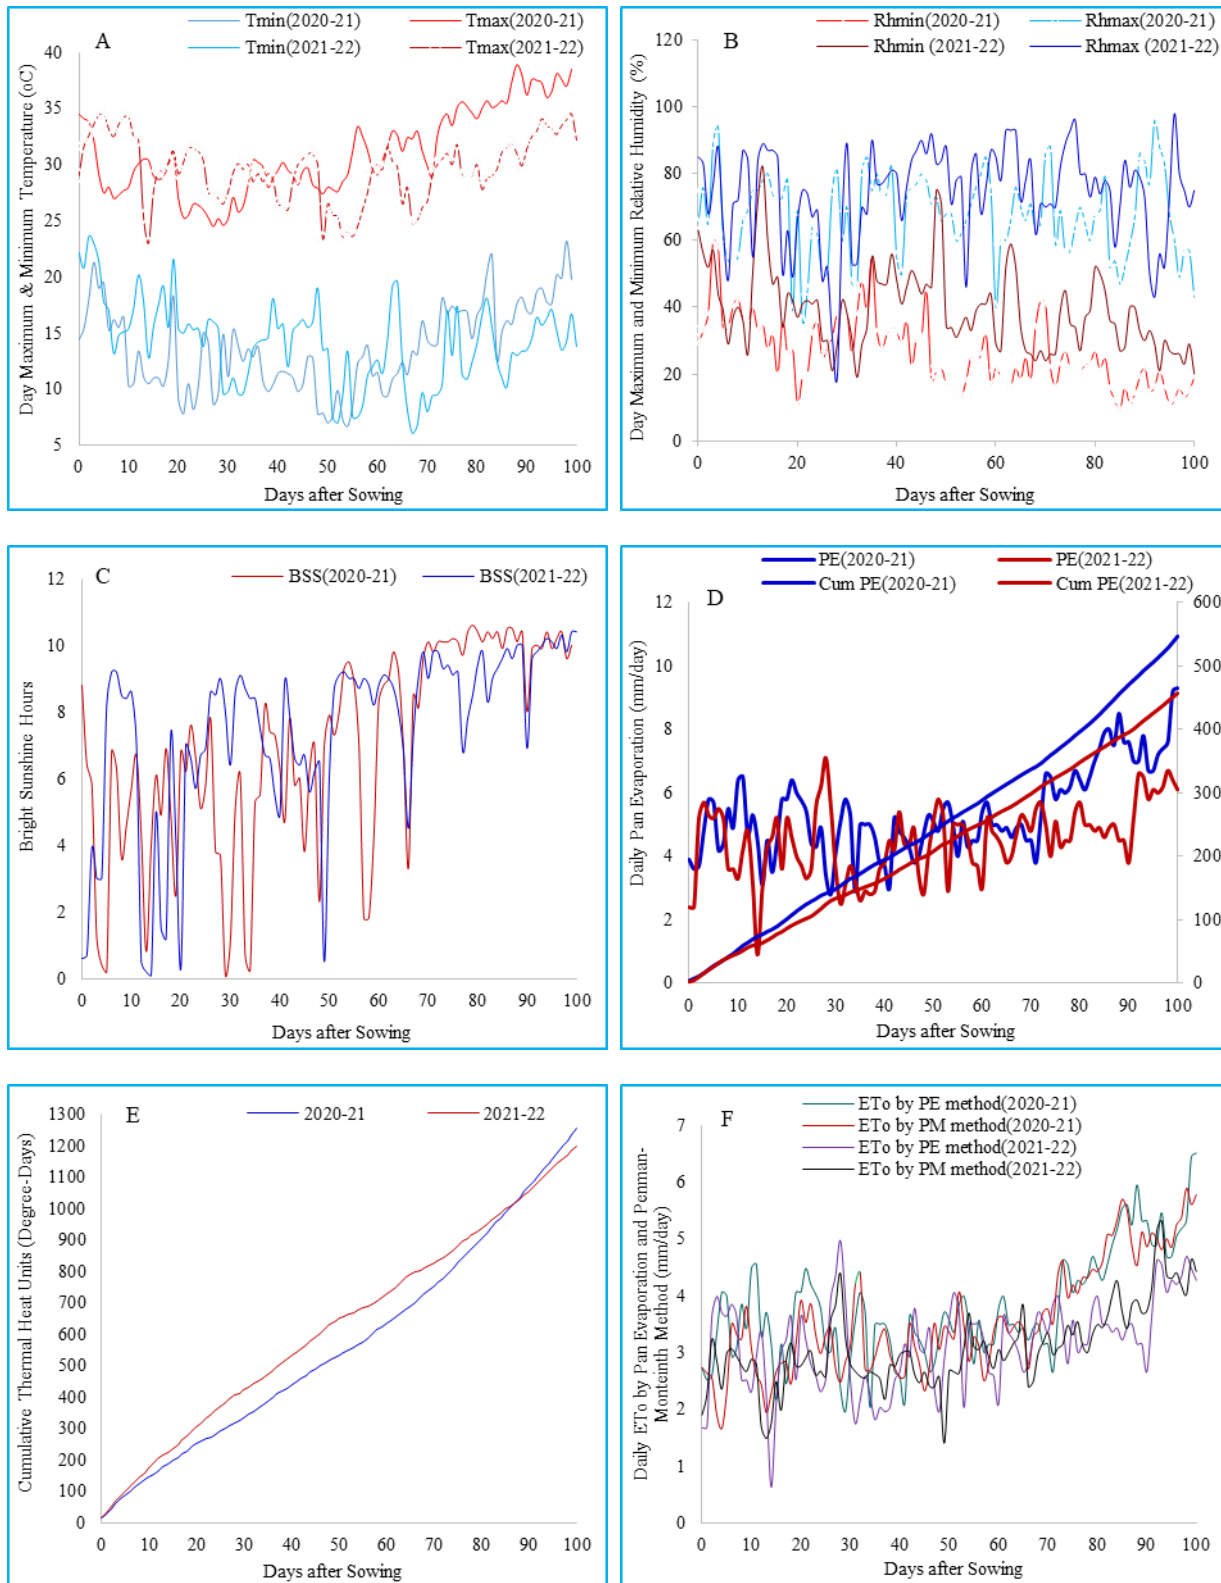 A
Tmin(2020-21) Tmax(2020-21)
Tmin(2021-22) Tmax(2021-22)
Day Maximum & Minimum Temperature (oC)
40
35
30
25
20
15
10
5
0 10 20 30 40 50 60 70 80 90 100
Days after Sowing
B
Rhmin(2020-21) Rhmax(2020-21)
Rhmin (2021-22) Rhmax (2021-22)
Day Maximum and Minimum Relative Humidity (%)
120
100
80
60
40
20
0
0 20 40 60 80 100
Days after Sowing
C
BSS(2020-21) BSS(2021-22)
Bright Sunshine Hours
12
10
8
6
4
2
0
0 10 20 30 40 50 60 70 80 90 100
Days after Sowing
D
PE(2020-21) PE(2021-22)
Cum PE(2020-21) Cum PE(2021-22)
Daily Pan Evaporation (mm/day)
12 600
10 500
8 400
6 300
4 200
2 100
0 0
0 10 20 30 40 50 60 70 80 90 100
Days after Sowing
E
2020-21 2021-22
Cumulative Thermal Heat Units (Degree-Days)
1300
1200
1100
1000
900
800
700
600
500
400
300
200
100
0
0 10 20 30 40 50 60 70 80 90 100
Days after Sowing
F
ETo by PE method(2020-21)
ETo by PM method(2020-21)
ETo by PE method(2021-22)
ETo by PM method(2021-22)
Daily ETo by Pan Evaporation and Penman-
Monteinth Method (mm/day)
7
6
5
4
3
2
1
0
0 10 20 30 40 50 60 70 80 90 100
Days after Sowing